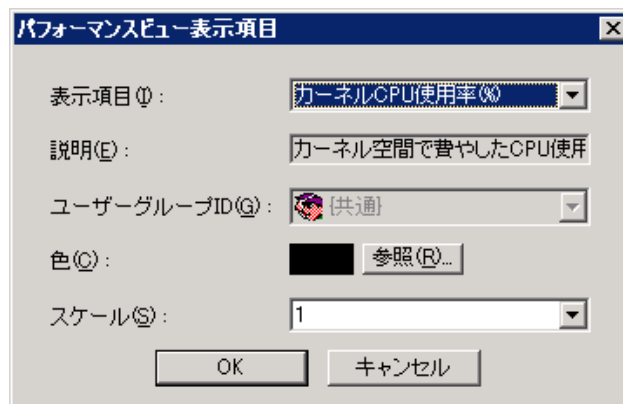 パフォーマンスビュー表示項目
表示項目(I):
カーネルCPU使用率(%)
説明(E):
カーネル空間で費やしたCPU使用
ユーザーグループID(G):
{共通}
色(C):
参照(R)...
スケール(S):
1
OK
キャンセル